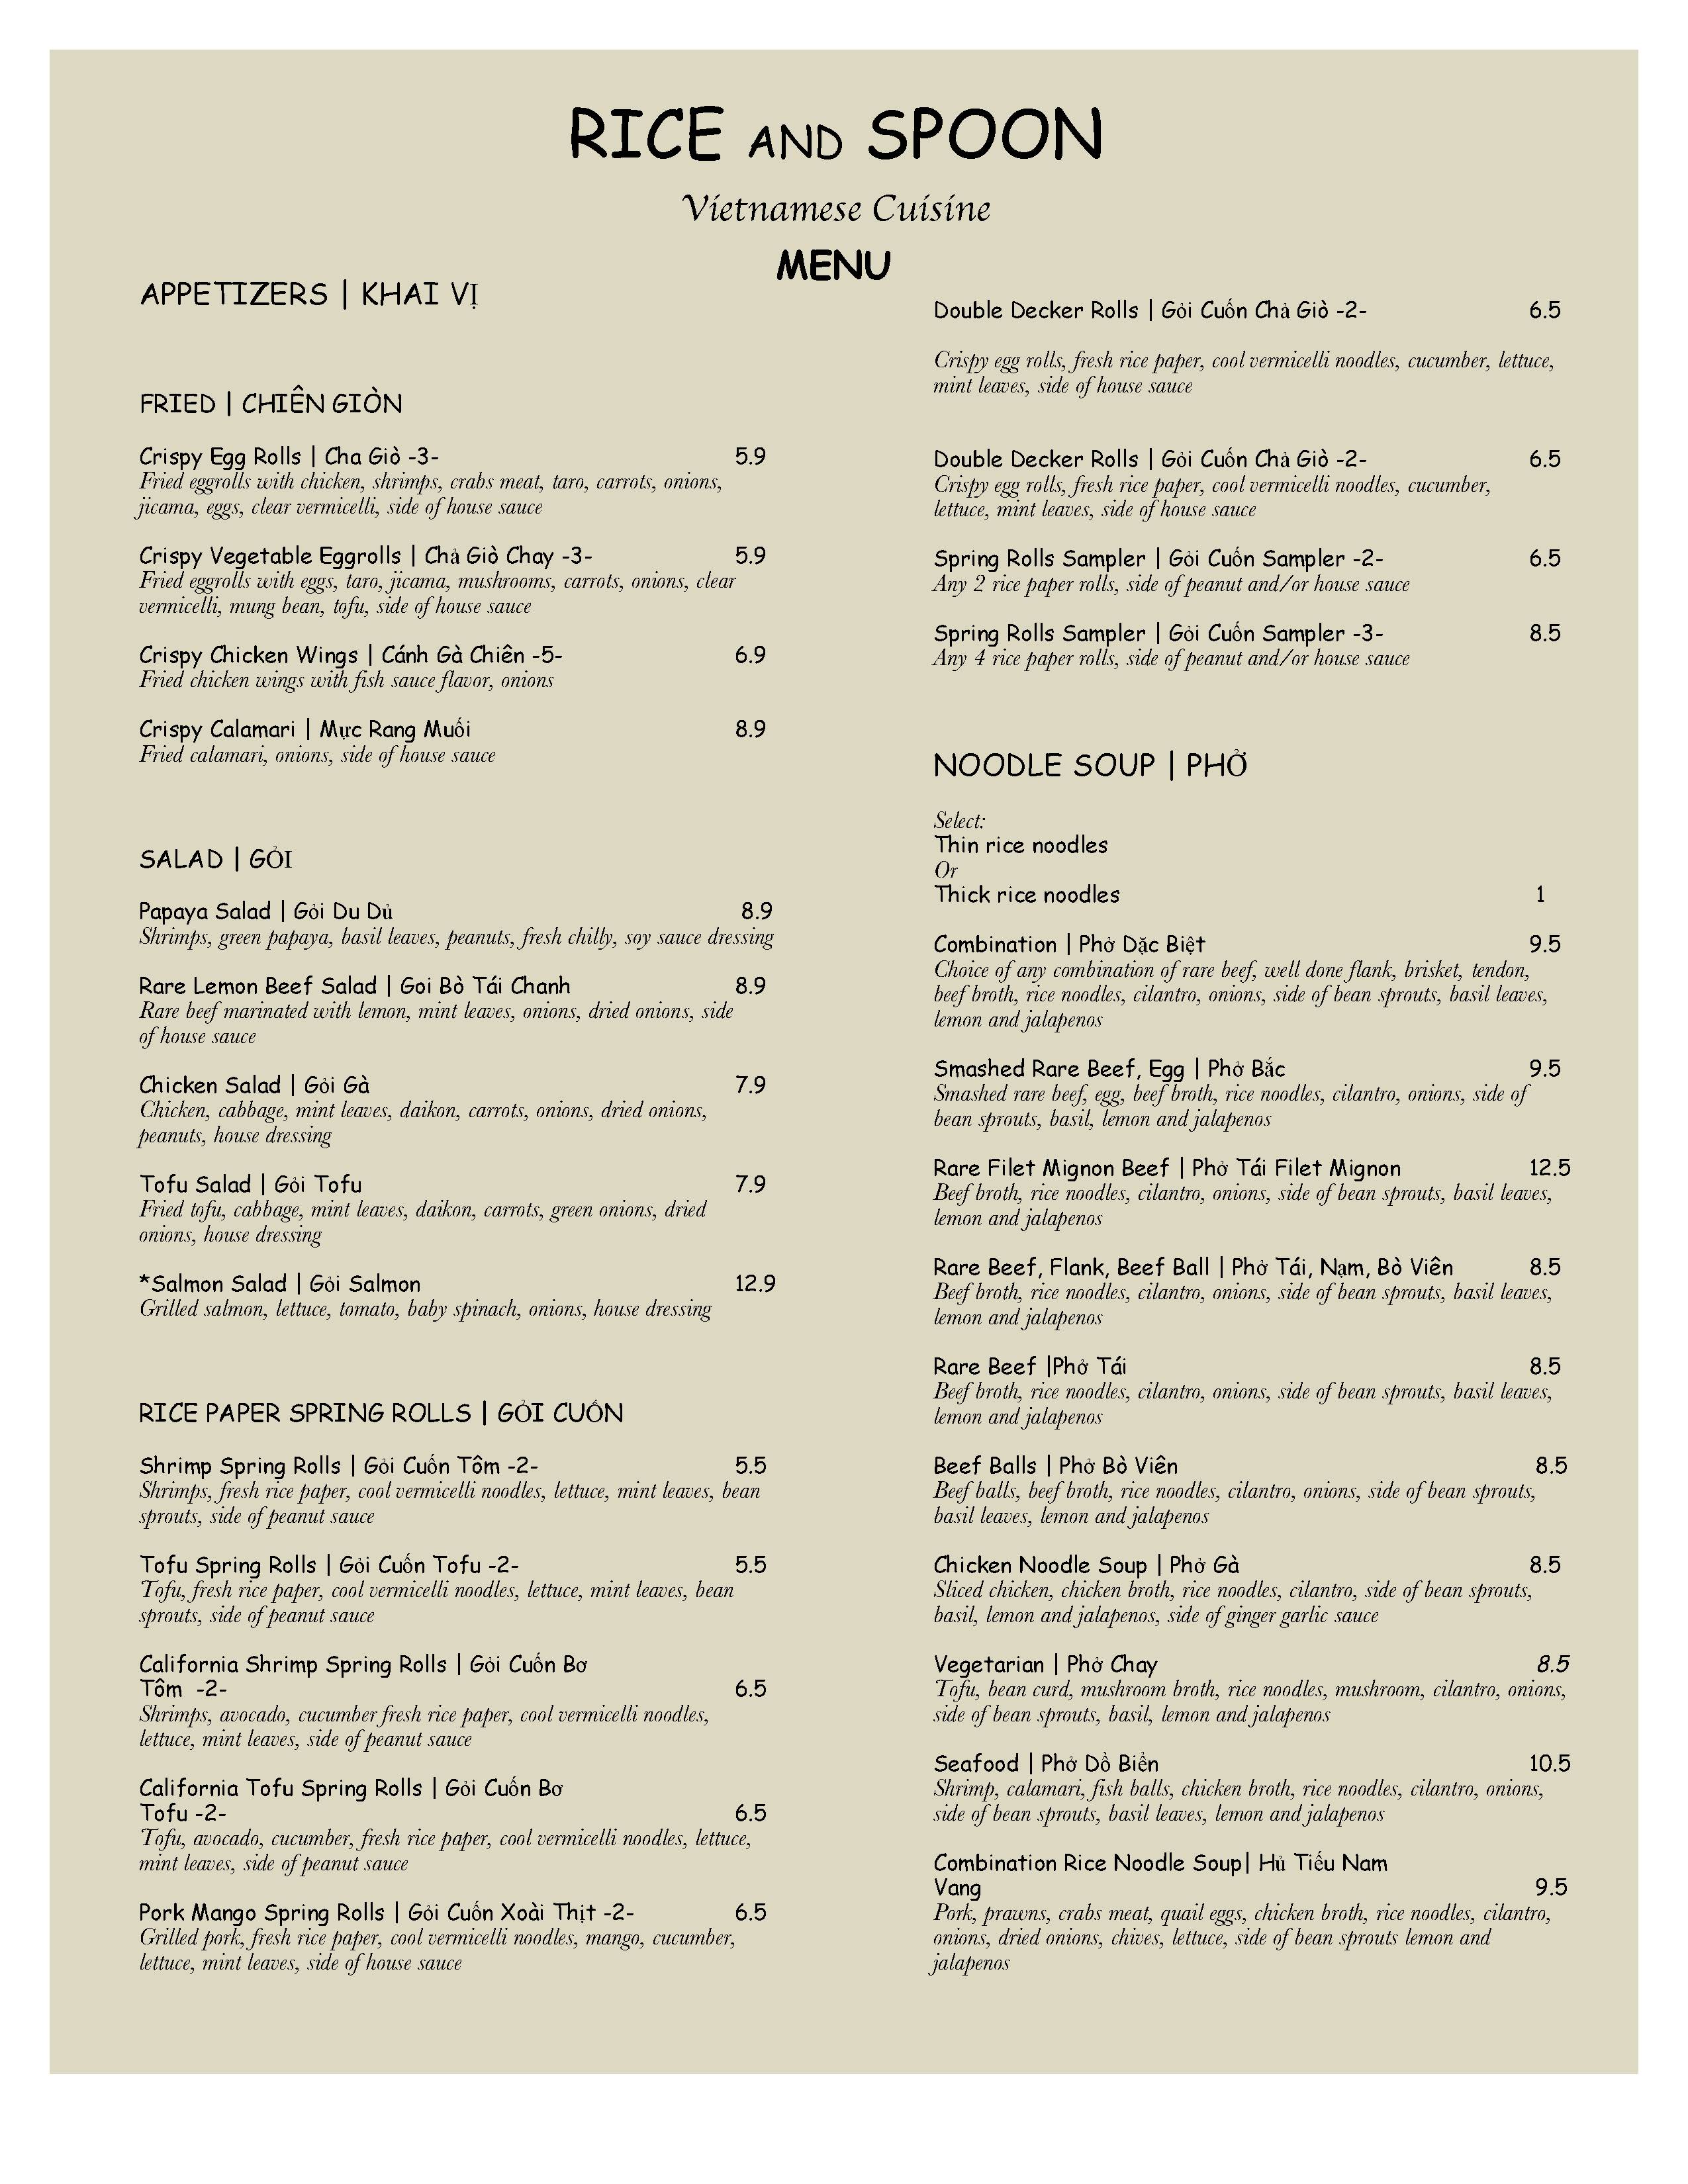 RICE AND SPOON
Vietnamese Cuisine
MENU
APPETIZERS | KHAI VỊ
FRIED | CHIÊN GIÒN
Crispy Egg Rolls | Cha Giò -3- 5.9
Fried eggrolls with chicken, shrimps, crabs meat, taro, carrots, onions,
jicama, eggs, clear vermicelli, side of house sauce
Crispy Vegetable Eggrolls | Chả Giò Chay -3- 5.9
Fried eggrolls with eggs, taro, jicama, mushrooms, carrots, onions, clear
vermicelli, mung bean, tofu, side of house sauce
Crispy Chicken Wings | Cánh Gà Chiên -5- 6.9
Fried chicken wings with fish sauce flavor, onions
Crispy Calamari | Mực Rang Muối 8.9
Fried calamari, onions, side of house sauce
SALAD | GỎI
Papaya Salad | Gỏi Du Dủ 8.9
Shrimps, green papaya, basil leaves, peanuts, fresh chilly, soy sauce dressing
Rare Lemon Beef Salad | Goi Bò Tái Chanh 8.9
Rare beef marinated with lemon, mint leaves, onions, dried onions, side
of house sauce
Chicken Salad | Gỏi Gà 7.9
Chicken, cabbage, mint leaves, daikon, carrots, onions, dried onions,
peanuts, house dressing
Tofu Salad | Gỏi Tofu 7.9
Fried tofu, cabbage, mint leaves, daikon, carrots, green onions, dried
onions, house dressing
*Salmon Salad | Gỏi Salmon 12.9
Grilled salmon, lettuce, tomato, baby spinach, onions, house dressing
RICE PAPER SPRING ROLLS | GỎI CUỐN
Shrimp Spring Rolls | Gỏi Cuốn Tôm -2- 5.5
Shrimps, fresh rice paper, cool vermicelli noodles, lettuce, mint leaves, bean
sprouts, side of peanut sauce
Tofu Spring Rolls | Gỏi Cuốn Tofu -2- 5.5
Tofu, fresh rice paper, cool vermicelli noodles, lettuce, mint leaves, bean
sprouts, side of peanut sauce
California Shrimp Spring Rolls | Gỏi Cuốn Bơ
Tôm -2- 6.5
Shrimps, avocado, cucumber fresh rice paper, cool vermicelli noodles,
lettuce, mint leaves, side of peanut sauce
California Tofu Spring Rolls | Gỏi Cuốn Bơ
Tofu -2- 6.5
Tofu, avocado, cucumber, fresh rice paper, cool vermicelli noodles, lettuce,
mint leaves, side of peanut sauce
Pork Mango Spring Rolls | Gỏi Cuốn Xoài Thịt -2- 6.5
Grilled pork, fresh rice paper, cool vermicelli noodles, mango, cucumber,
lettuce, mint leaves, side of house sauce
Double Decker Rolls | Gỏi Cuốn Chả Giò -2- 6.5
Crispy egg rolls, fresh rice paper, cool vermicelli noodles, cucumber, lettuce,
mint leaves, side of house sauce
Double Decker Rolls | Gỏi Cuốn Chả Giò -2- 6.5
Crispy egg rolls, fresh rice paper, cool vermicelli noodles, cucumber,
lettuce, mint leaves, side of house sauce
Spring Rolls Sampler | Gỏi Cuốn Sampler -2- 6.5
Any 2 rice paper rolls, side of peanut and/or house sauce
Spring Rolls Sampler | Gỏi Cuốn Sampler -3- 8.5
Any 4 rice paper rolls, side of peanut and/or house sauce
NOODLE SOUP | PHỞ
Select:
Thin rice noodles
Or
Thick rice noodles 1
Combination | Phở Dặc Biệt 9.5
Choice of any combination of rare beef, well done flank, brisket, tendon,
beef broth, rice noodles, cilantro, onions, side of bean sprouts, basil leaves,
lemon and jalapenos
Smashed Rare Beef, Egg | Phở Bắc 9.5
Smashed rare beef, egg, beef broth, rice noodles, cilantro, onions, side of
bean sprouts, basil, lemon and jalapenos
Rare Filet Mignon Beef | Phở Tái Filet Mignon 12.5
Beef broth, rice noodles, cilantro, onions, side of bean sprouts, basil leaves,
lemon and jalapenos
Rare Beef, Flank, Beef Ball | Phở Tái, Nạm, Bò Viên 8.5
Beef broth, rice noodles, cilantro, onions, side of bean sprouts, basil leaves,
lemon and jalapenos
Rare Beef |Phở Tái 8.5
Beef broth, rice noodles, cilantro, onions, side of bean sprouts, basil leaves,
lemon and jalapenos
Beef Balls | Phở Bò Viên 8.5
Beef balls, beef broth, rice noodles, cilantro, onions, side of bean sprouts,
basil leaves, lemon and jalapenos
Chicken Noodle Soup | Phở Gà 8.5
Sliced chicken, chicken broth, rice noodles, cilantro, side of bean sprouts,
basil, lemon and jalapenos, side of ginger garlic sauce
Vegetarian | Phở Chay 8.5
Tofu, bean curd, mushroom broth, rice noodles, mushroom, cilantro, onions,
side of bean sprouts, basil, lemon and jalapenos
Seafood | Phở Dồ Biển 10.5
Shrimp, calamari, fish balls, chicken broth, rice noodles, cilantro, onions,
side of bean sprouts, basil leaves, lemon and jalapenos
Combination Rice Noodle Soup| Hủ Tiếu Nam
Vang 9.5
Pork, prawns, crabs meat, quail eggs, chicken broth, rice noodles, cilantro,
onions, dried onions, chives, lettuce, side of bean sprouts lemon and
jalapenos